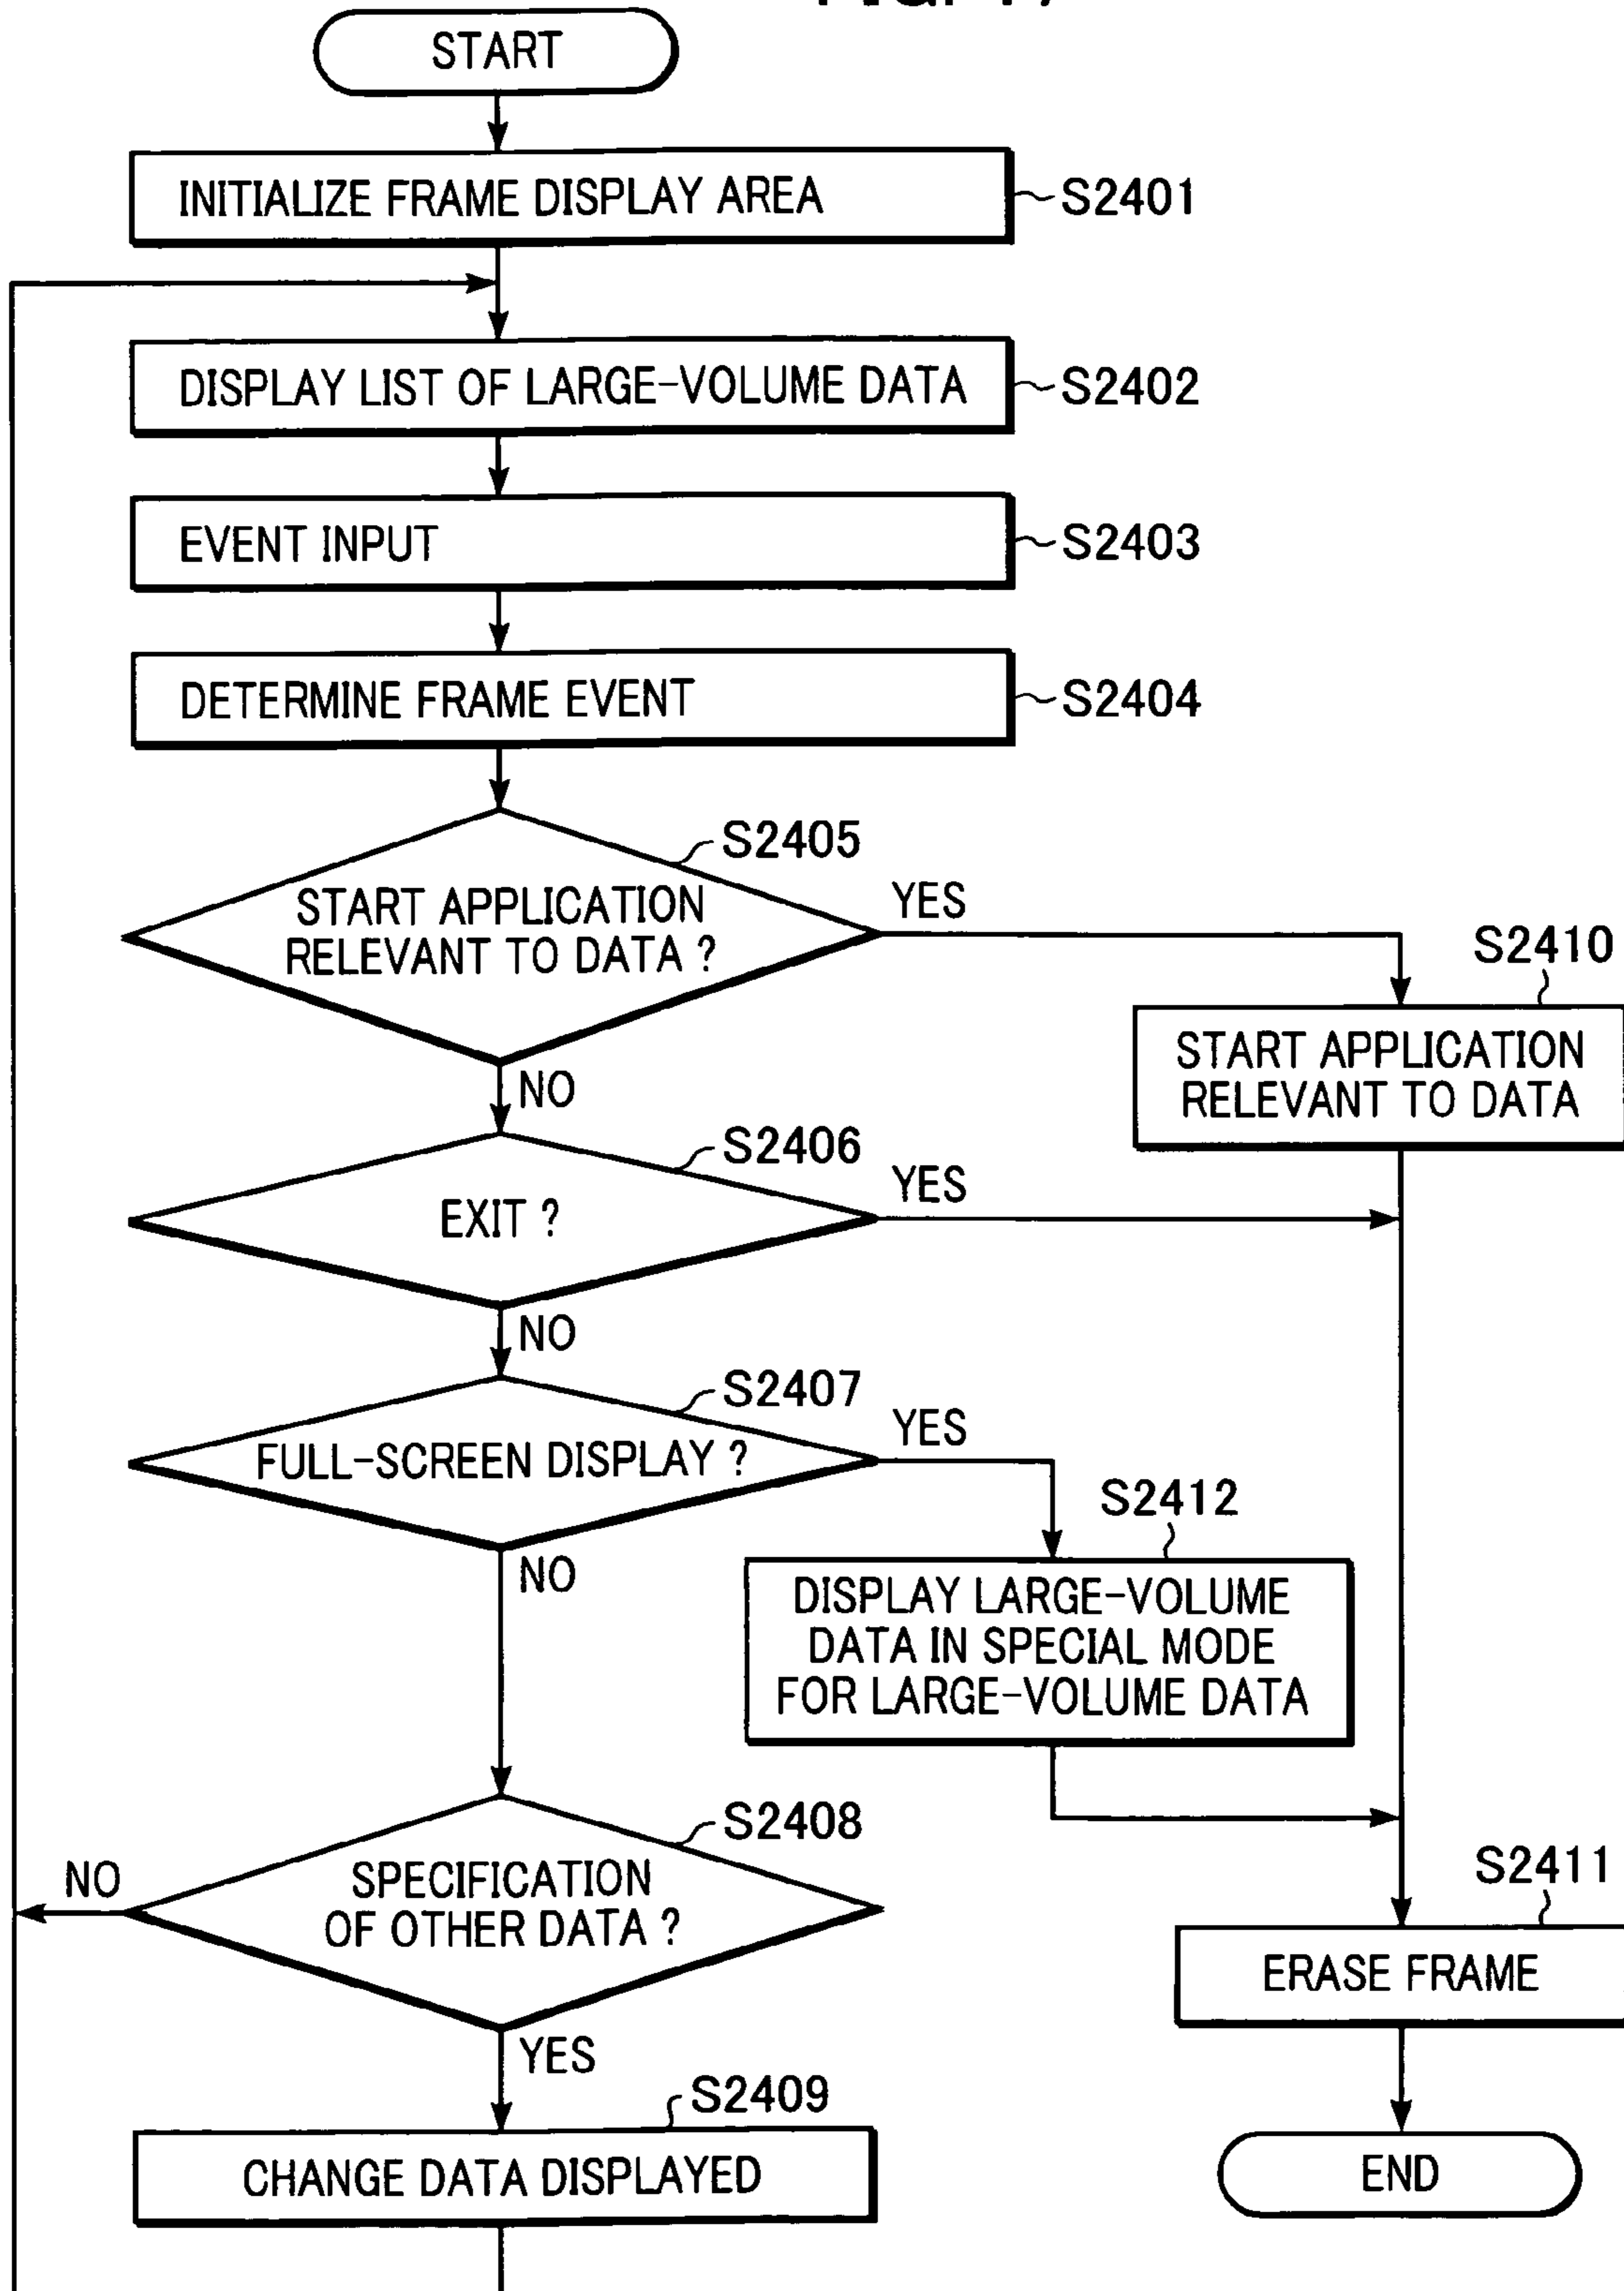 START
INITIALIZE FRAME DISPLAY AREA
S2401
DISPLAY LIST OF LARGE-VOLUME DATA
S2402
EVENT INPUT
S2403
DETERMINE FRAME EVENT
S2404
S2405
START APPLICATION
RELEVANT TO DATA ?
YES
NO
S2410
START APPLICATION
RELEVANT TO DATA
S2406
EXIT ?
YES
NO
S2407
FULL-SCREEN DISPLAY ?
YES
NO
S2412
DISPLAY LARGE-VOLUME
DATA IN SPECIAL MODE
FOR LARGE-VOLUME DATA
S2408
SPECIFICATION
OF OTHER DATA ?
NO
YES
S2411
ERASE FRAME
S2409
CHANGE DATA DISPLAYED
END